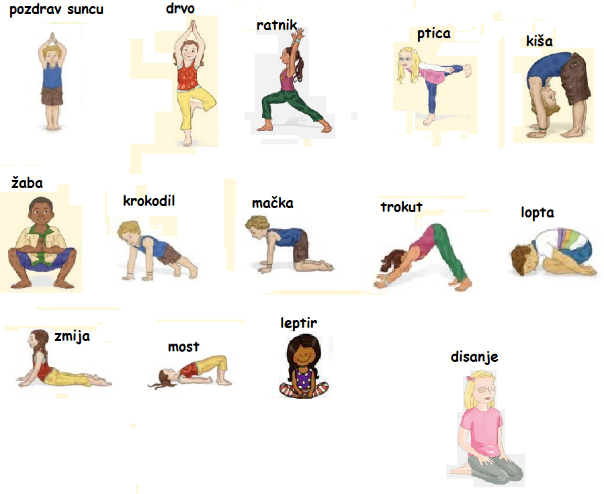 pozdrav suncu
drvo
ratnik
ptica
kiša
žaba
krokodil
mačka
trokut
lopta
zmija
most
leptir
disanje